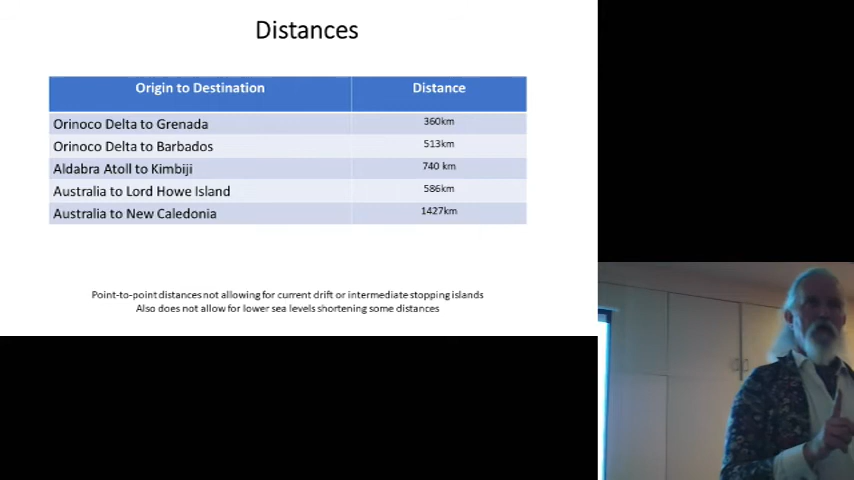 Distances
Origin to Destination Distance
Orinoco Delta to Grenada 360km
Orinoco Delta to Barbados 513km
Aldabra Atoll to Kimbiji 740 km
Australia to Lord Howe Island 586km
Australia to New Caledonia 1427km
Point-to-point distances not allowing for current drift or intermediate stopping islands
Also does not allow for lower sea levels shortening some distances